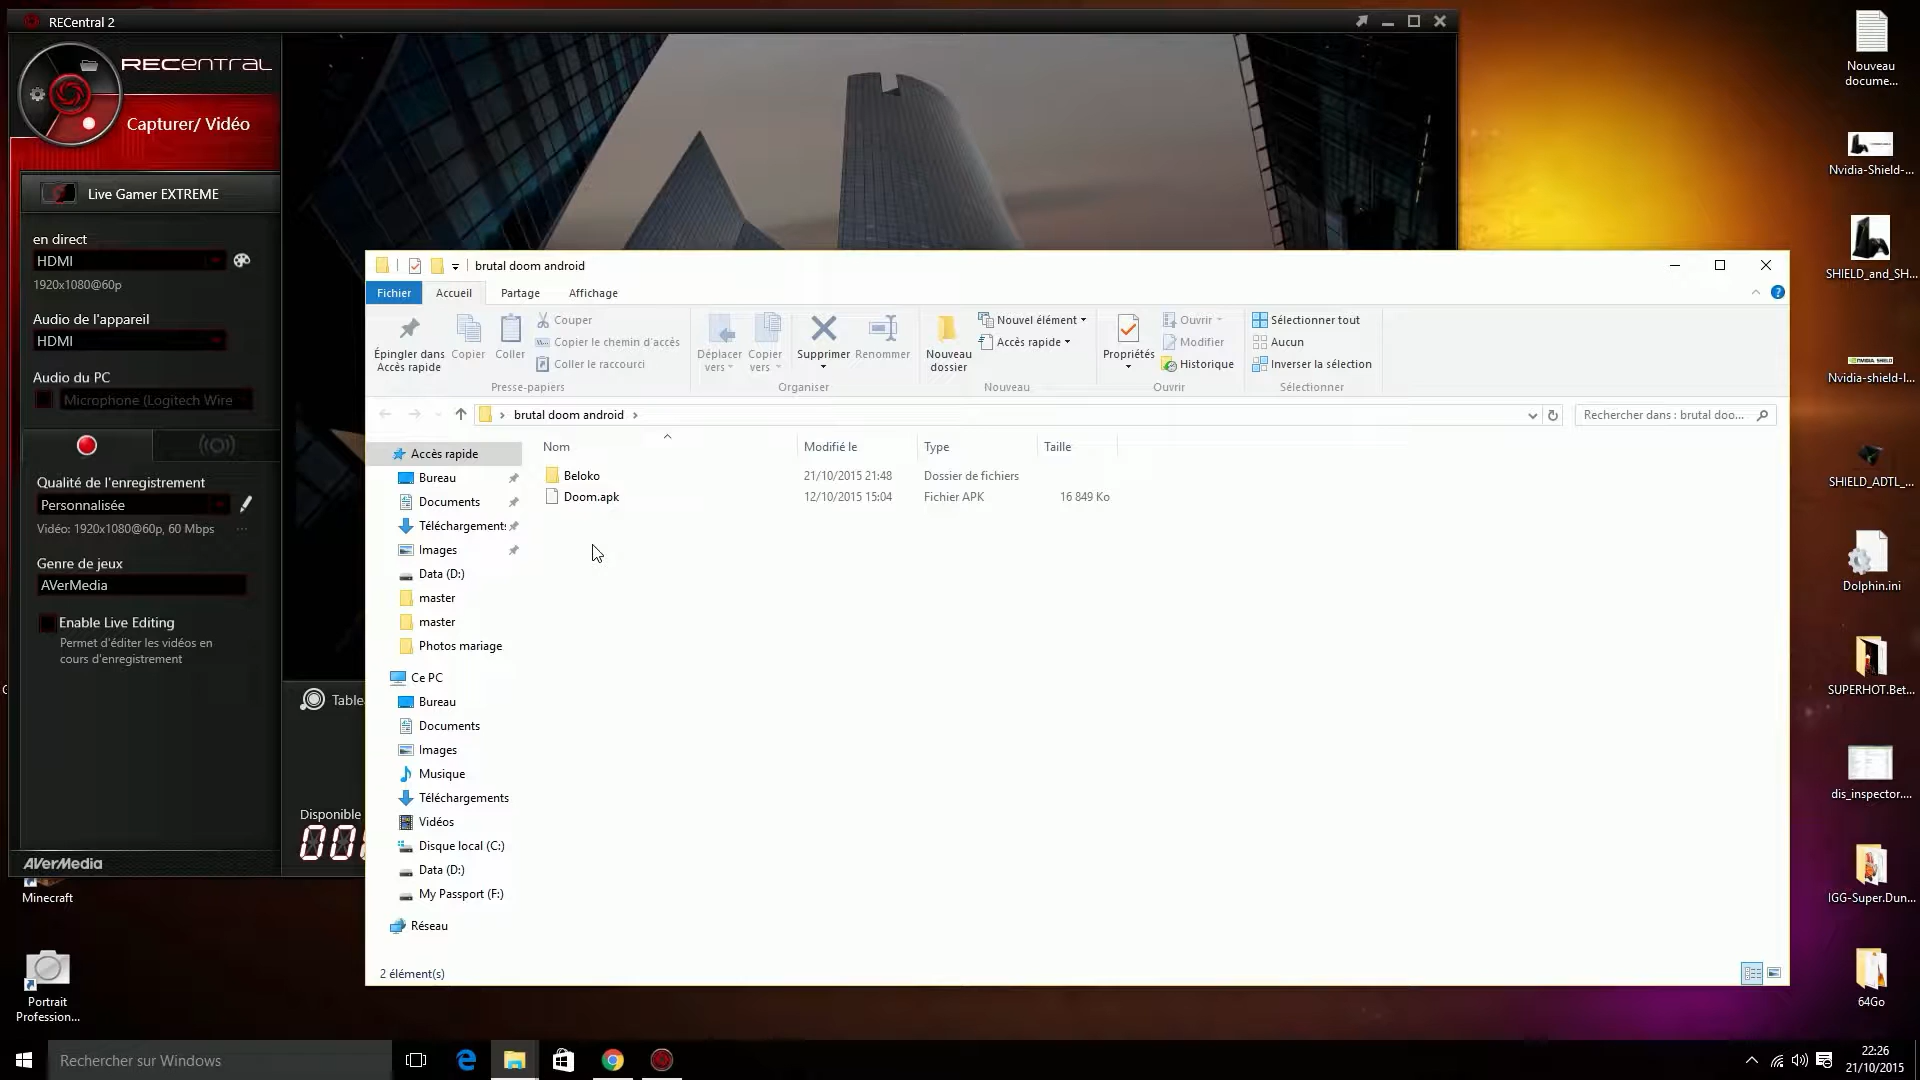 RECentral 2
RECENTRAL
Capturer/ Vidéo
Live Gamer EXTREME
en direct
HDMI
1920x1080@60p
Audio de l'appareil
HDMI
Audio du PC
Microphone (Logitech Wire
Qualité de l'enregistrement
Personnalisée
Vidéo: 1920x1080@60p, 60 Mbps
...
Genre de jeux
AVerMedia
Enable Live Editing
Permet d'éditer les vidéos en
cours d'enregistrement
AVerMedia
Table
Disponible
brutal doom android
Fichier
Accueil
Partage
Affichage
Épingler dans
Accès rapide
Copier
Coller
Couper
Copier le chemin d'accès
Coller le raccourci
Presse-papiers
Déplacer
vers
Copier
vers
Supprimer
Renommer
Organiser
Nouveau
dossier
Nouvel élément
Accès rapide
Nouveau
Propriétés
Ouvrir
Modifier
Historique
Ouvrir
Sélectionner tout
Aucun
Inverser la sélection
Sélectionner
brutal doom android
Rechercher dans : brutal doo...
Nom
Modifié le
Type
Taille
Beloko
21/10/2015 21:48
Dossier de fichiers
Doom.apk
12/10/2015 15:04
Fichier APK
16 849 Ko
Accès rapide
Bureau
Documents
Téléchargements
Images
Data (D:)
master
master
Photos mariage
Ce PC
Bureau
Documents
Images
Musique
Téléchargements
Vidéos
Disque local (C:)
Data (D:)
My Passport (F:)
Réseau
2 élément(s)
Nouveau
docume...
Nvidia-Shield-...
SHIELD_and_SH...
NVIDIA. SHIELD
Nvidia-shield-l...
SHIELD_ADTL_...
Dolphin.ini
SUPERHOT.Bet...
dis_inspector....
IGG-Super.Dun...
64Go
Minecraft
Portrait
Profession...
Rechercher sur Windows
22:26
21/10/2015